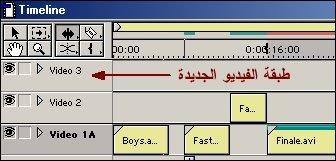 Timeline
00:00
0:00:16:00
Video 3
طبقة الفيديو الجديدة
Video 2
Fa...
Video 1A
Boys.a...
Fast...
Finale.avi